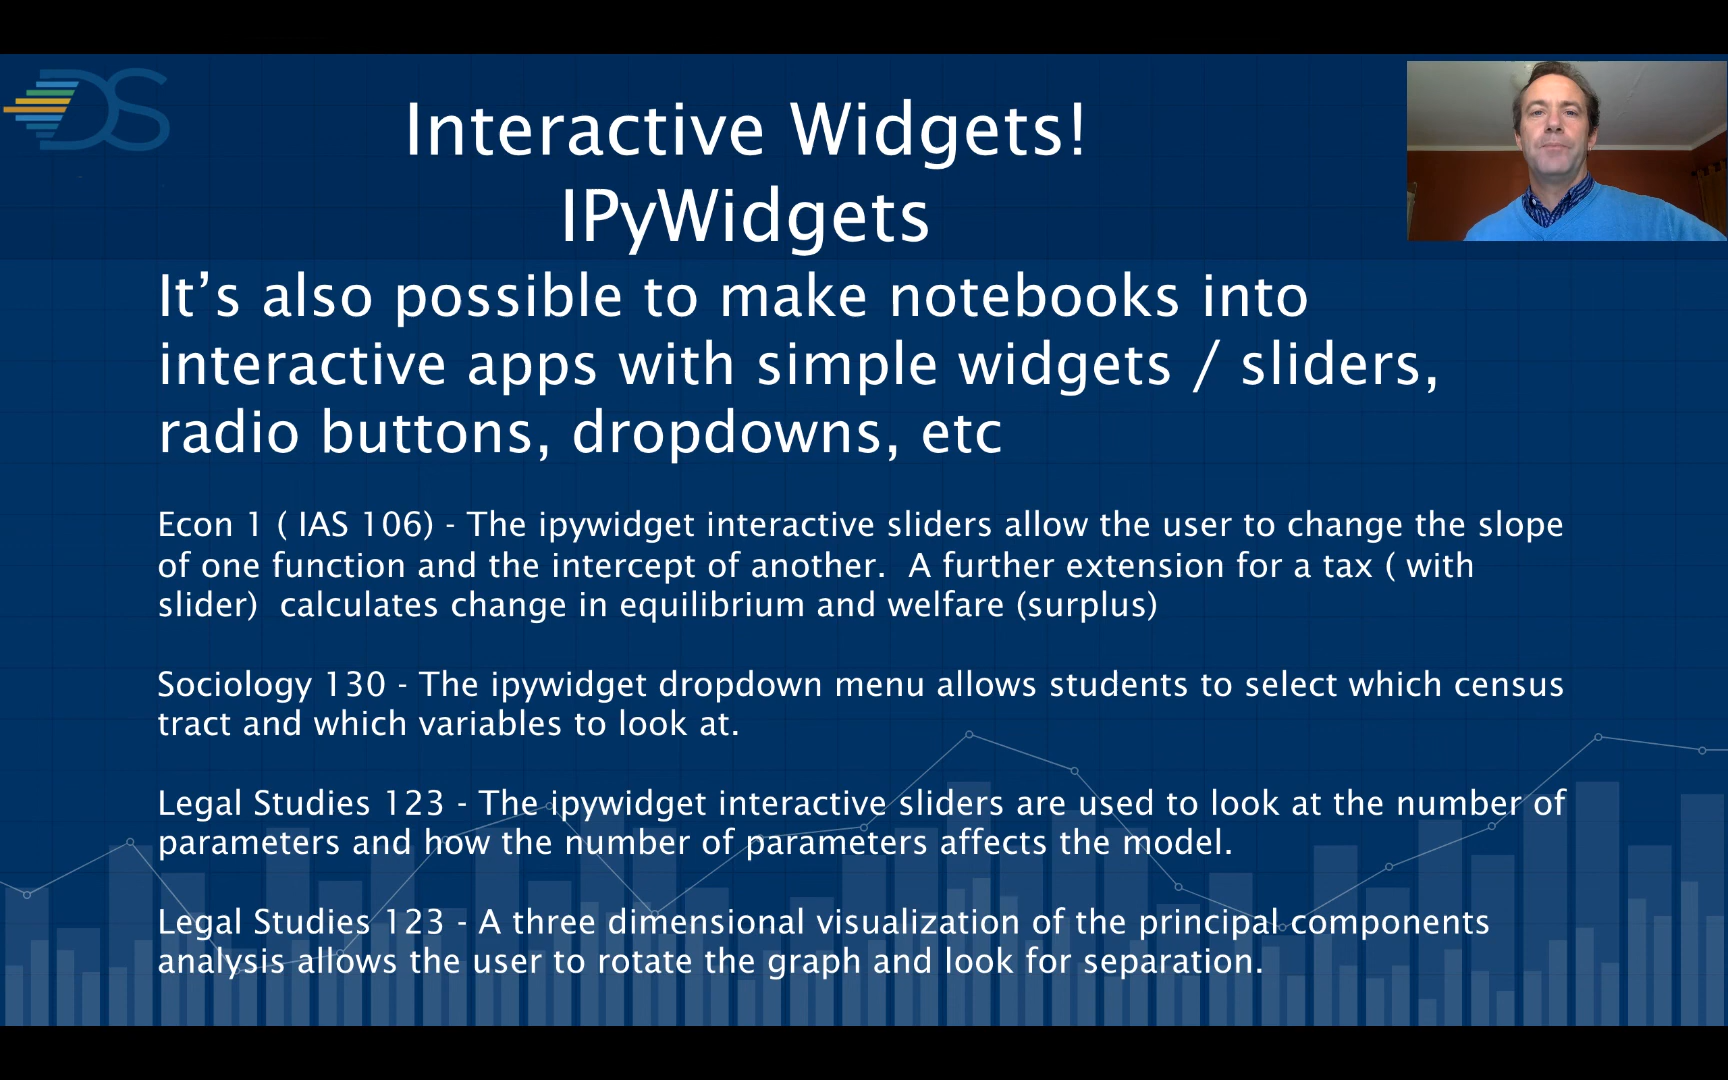 DS
Interactive Widgets!
IPyWidgets
It’s also possible to make notebooks into
interactive apps with simple widgets / sliders,
radio buttons, dropdowns, etc
Econ 1 ( IAS 106) - The ipywidget interactive sliders allow the user to change the slope
of one function and the intercept of another.  A further extension for a tax ( with
slider)  calculates change in equilibrium and welfare (surplus)
Sociology 130 - The ipywidget dropdown menu allows students to select which census
tract and which variables to look at.
Legal Studies 123 - The ipywidget interactive sliders are used to look at the number of
parameters and how the number of parameters affects the model.
Legal Studies 123 - A three dimensional visualization of the principal components
analysis allows the user to rotate the graph and look for separation.